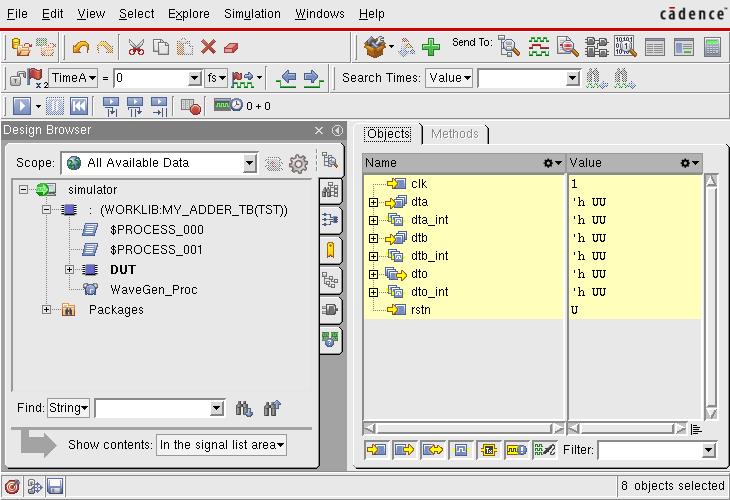 File Edit View Select Explore Simulation Windows Help cādence
Send To:
x2 TimeA = 0 fs Search Times: Value
0 + 0
Design Browser
Objects Methods
Scope: All Available Data
Name Value
simulator
: (WORKLIB:MY_ADDER_TB(TST))
$PROCESS_000
$PROCESS_001
DUT
WaveGen_Proc
Packages
clk 1
dta 'h UU
dta_int 'h UU
dtb 'h UU
dtb_int 'h UU
dto 'h UU
dto_int 'h UU
rstn U
Find: String
Show contents: In the signal list area
Filter:
8 objects selected